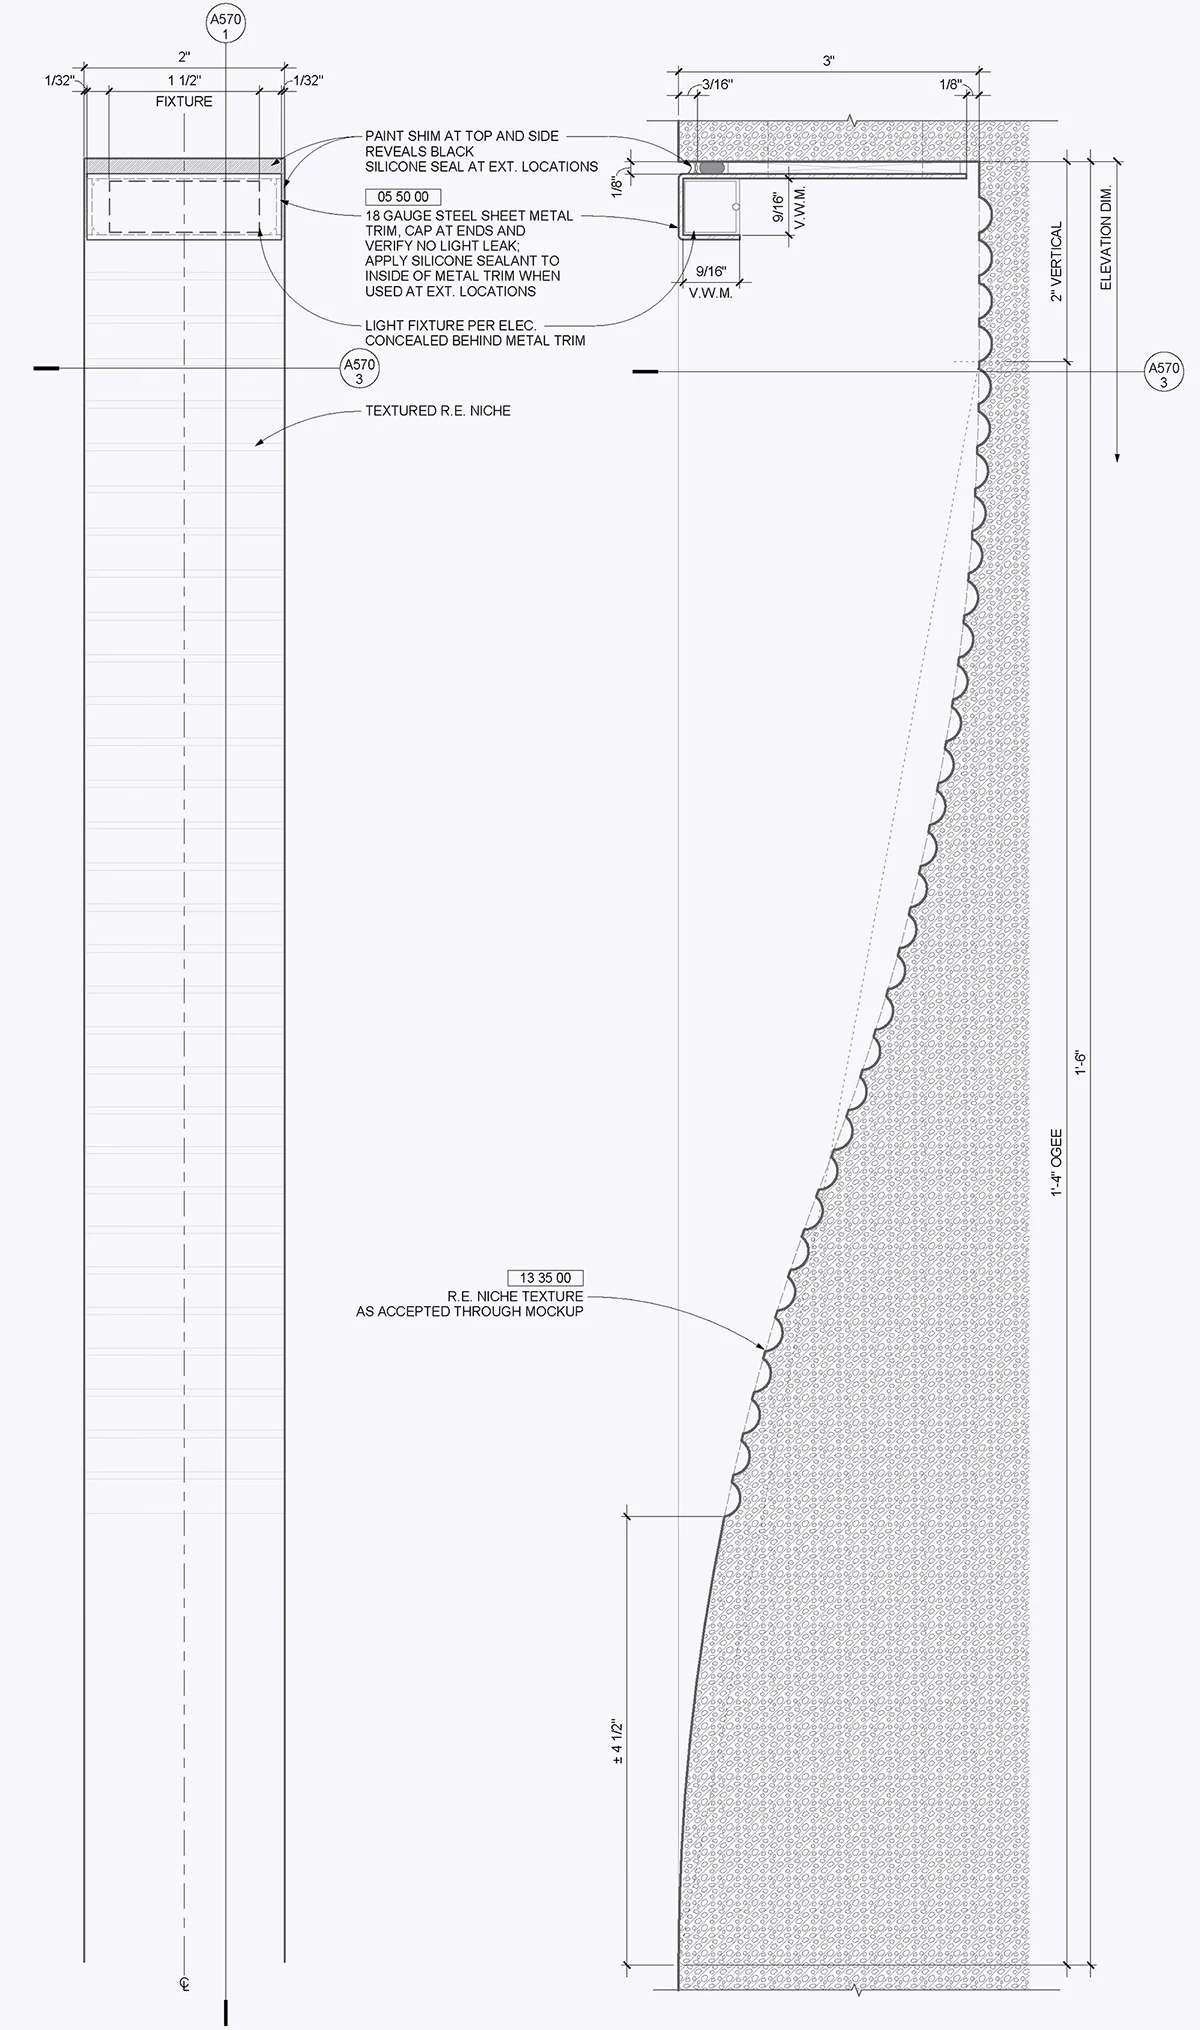 A570
1
2"
1/32"
1 1/2"
1/32"
FIXTURE
3"
3/16"
1/8"
PAINT SHIM AT TOP AND SIDE
REVEALS BLACK
SILICONE SEAL AT EXT. LOCATIONS
05 50 00
18 GAUGE STEEL SHEET METAL
TRIM, CAP AT ENDS AND
VERIFY NO LIGHT LEAK;
APPLY SILICONE SEALANT TO
INSIDE OF METAL TRIM WHEN
USED AT EXT. LOCATIONS
LIGHT FIXTURE PER ELEC.
CONCEALED BEHIND METAL TRIM
1/8"
9/16"
V.W.M.
9/16"
V.W.M.
2" VERTICAL
ELEVATION DIM.
A570
3
A570
3
TEXTURED R.E. NICHE
1'-6"
1'-4" OGEE
13 35 00
R.E. NICHE TEXTURE
AS ACCEPTED THROUGH MOCKUP
± 4 1/2"
℄